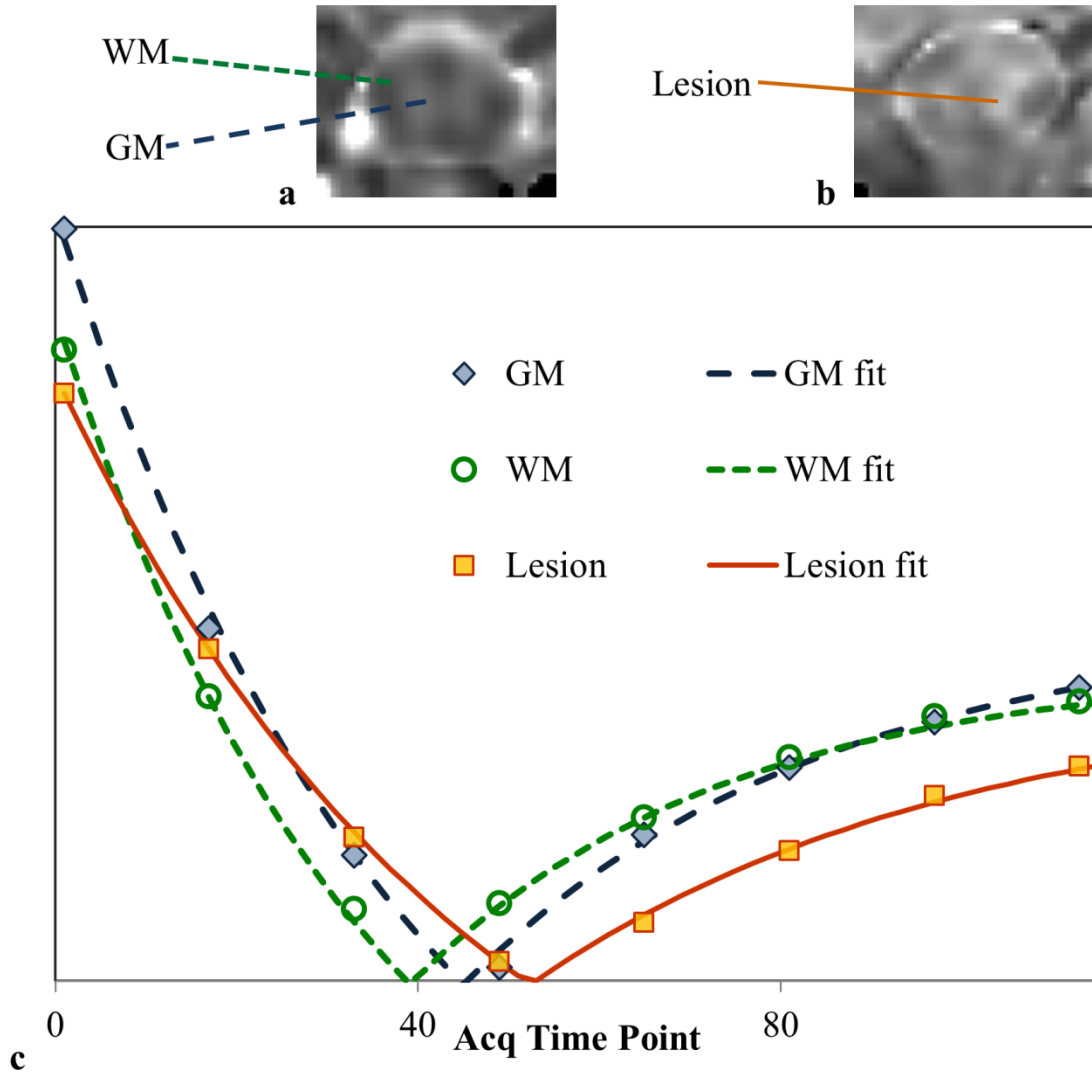 WM
Lesion
GM
a
b
GM
GM fit
WM
WM fit
Lesion
Lesion fit
0
40
80
Acq Time Point
c